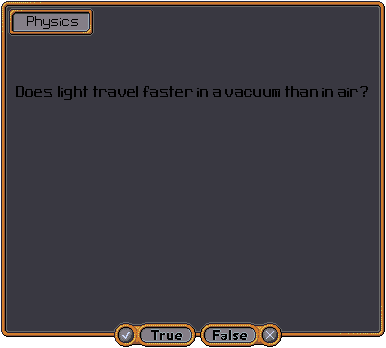 Physics
Does light travel faster in a vacuum than in air?
True False